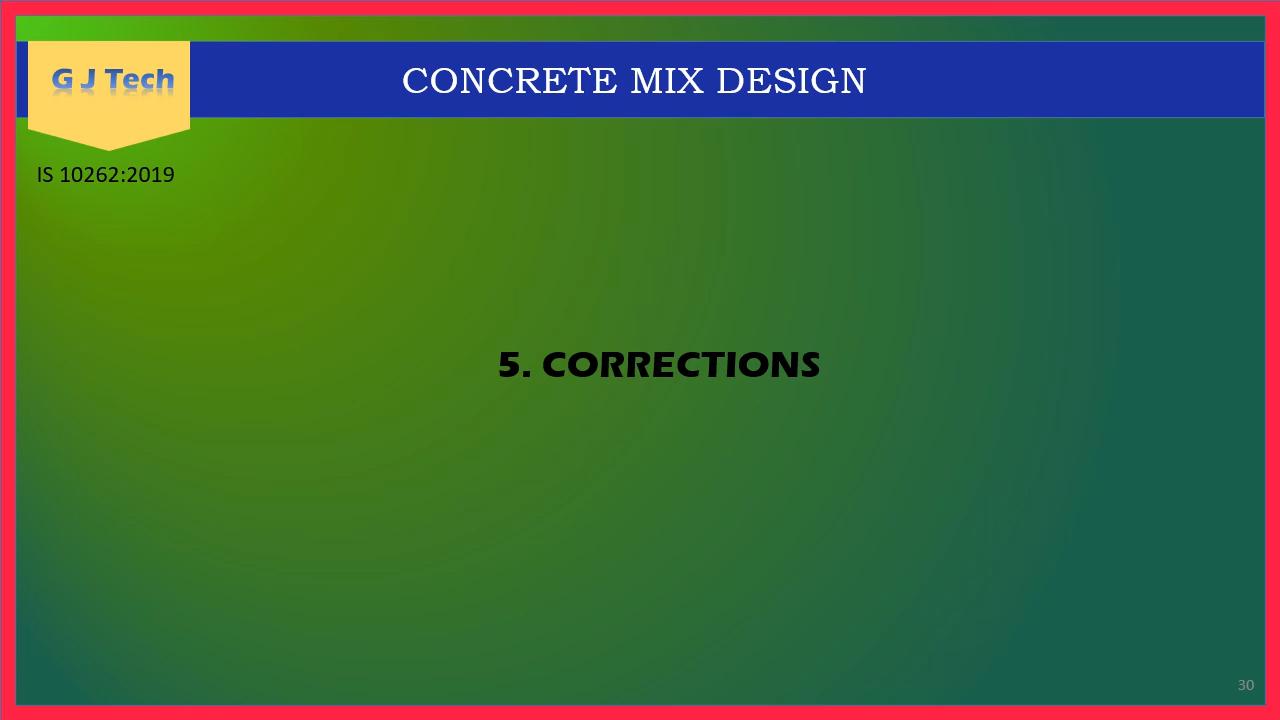 G J Tech
CONCRETE MIX DESIGN
IS 10262:2019
5. CORRECTIONS
30